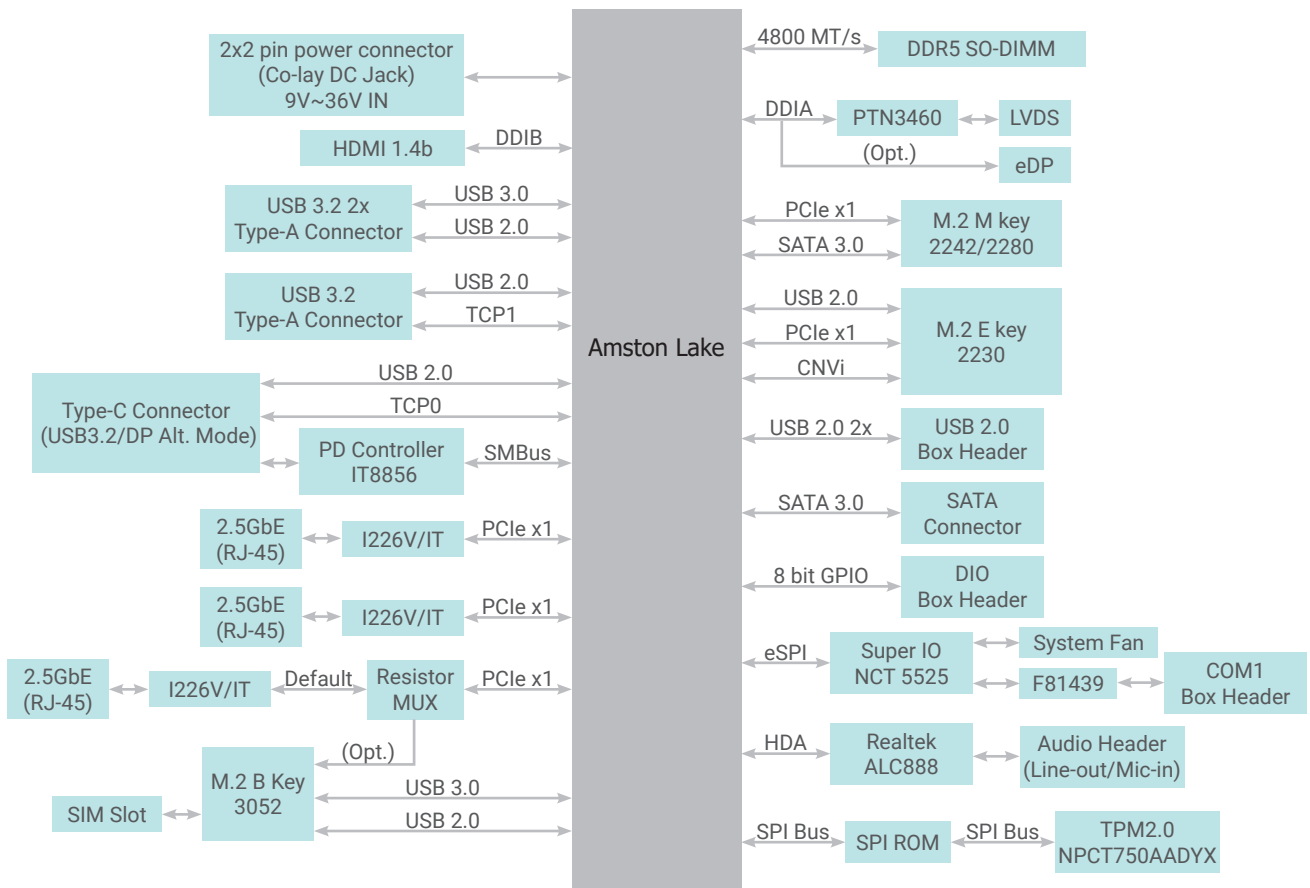 2x2 pin power connector
(Co-lay DC Jack)
9V~36V IN
HDMI 1.4b
DDIB
USB 3.2 2x
Type-A Connector
USB 3.0
USB 2.0
USB 3.2
Type-A Connector
USB 2.0
TCP1
Type-C Connector
(USB3.2/DP Alt. Mode)
USB 2.0
TCP0
PD Controller
IT8856
SMBus
2.5GbE
(RJ-45)
I226V/IT
PCIe x1
2.5GbE
(RJ-45)
I226V/IT
PCIe x1
2.5GbE
(RJ-45)
I226V/IT
Default
Resistor
MUX
PCIe x1
(Opt.)
M.2 B Key
3052
SIM Slot
USB 3.0
USB 2.0
Amston Lake
4800 MT/s
DDR5 SO-DIMM
DDIA
PTN3460
LVDS
(Opt.)
eDP
PCIe x1
SATA 3.0
M.2 M key
2242/2280
USB 2.0
PCIe x1
CNVi
M.2 E key
2230
USB 2.0 2x
USB 2.0
Box Header
SATA 3.0
SATA
Connector
8 bit GPIO
DIO
Box Header
eSPI
Super IO
NCT 5525
System Fan
F81439
COM1
Box Header
HDA
Realtek
ALC888
Audio Header
(Line-out/Mic-in)
SPI Bus
SPI ROM
SPI Bus
TPM2.0
NPCT750AADYX